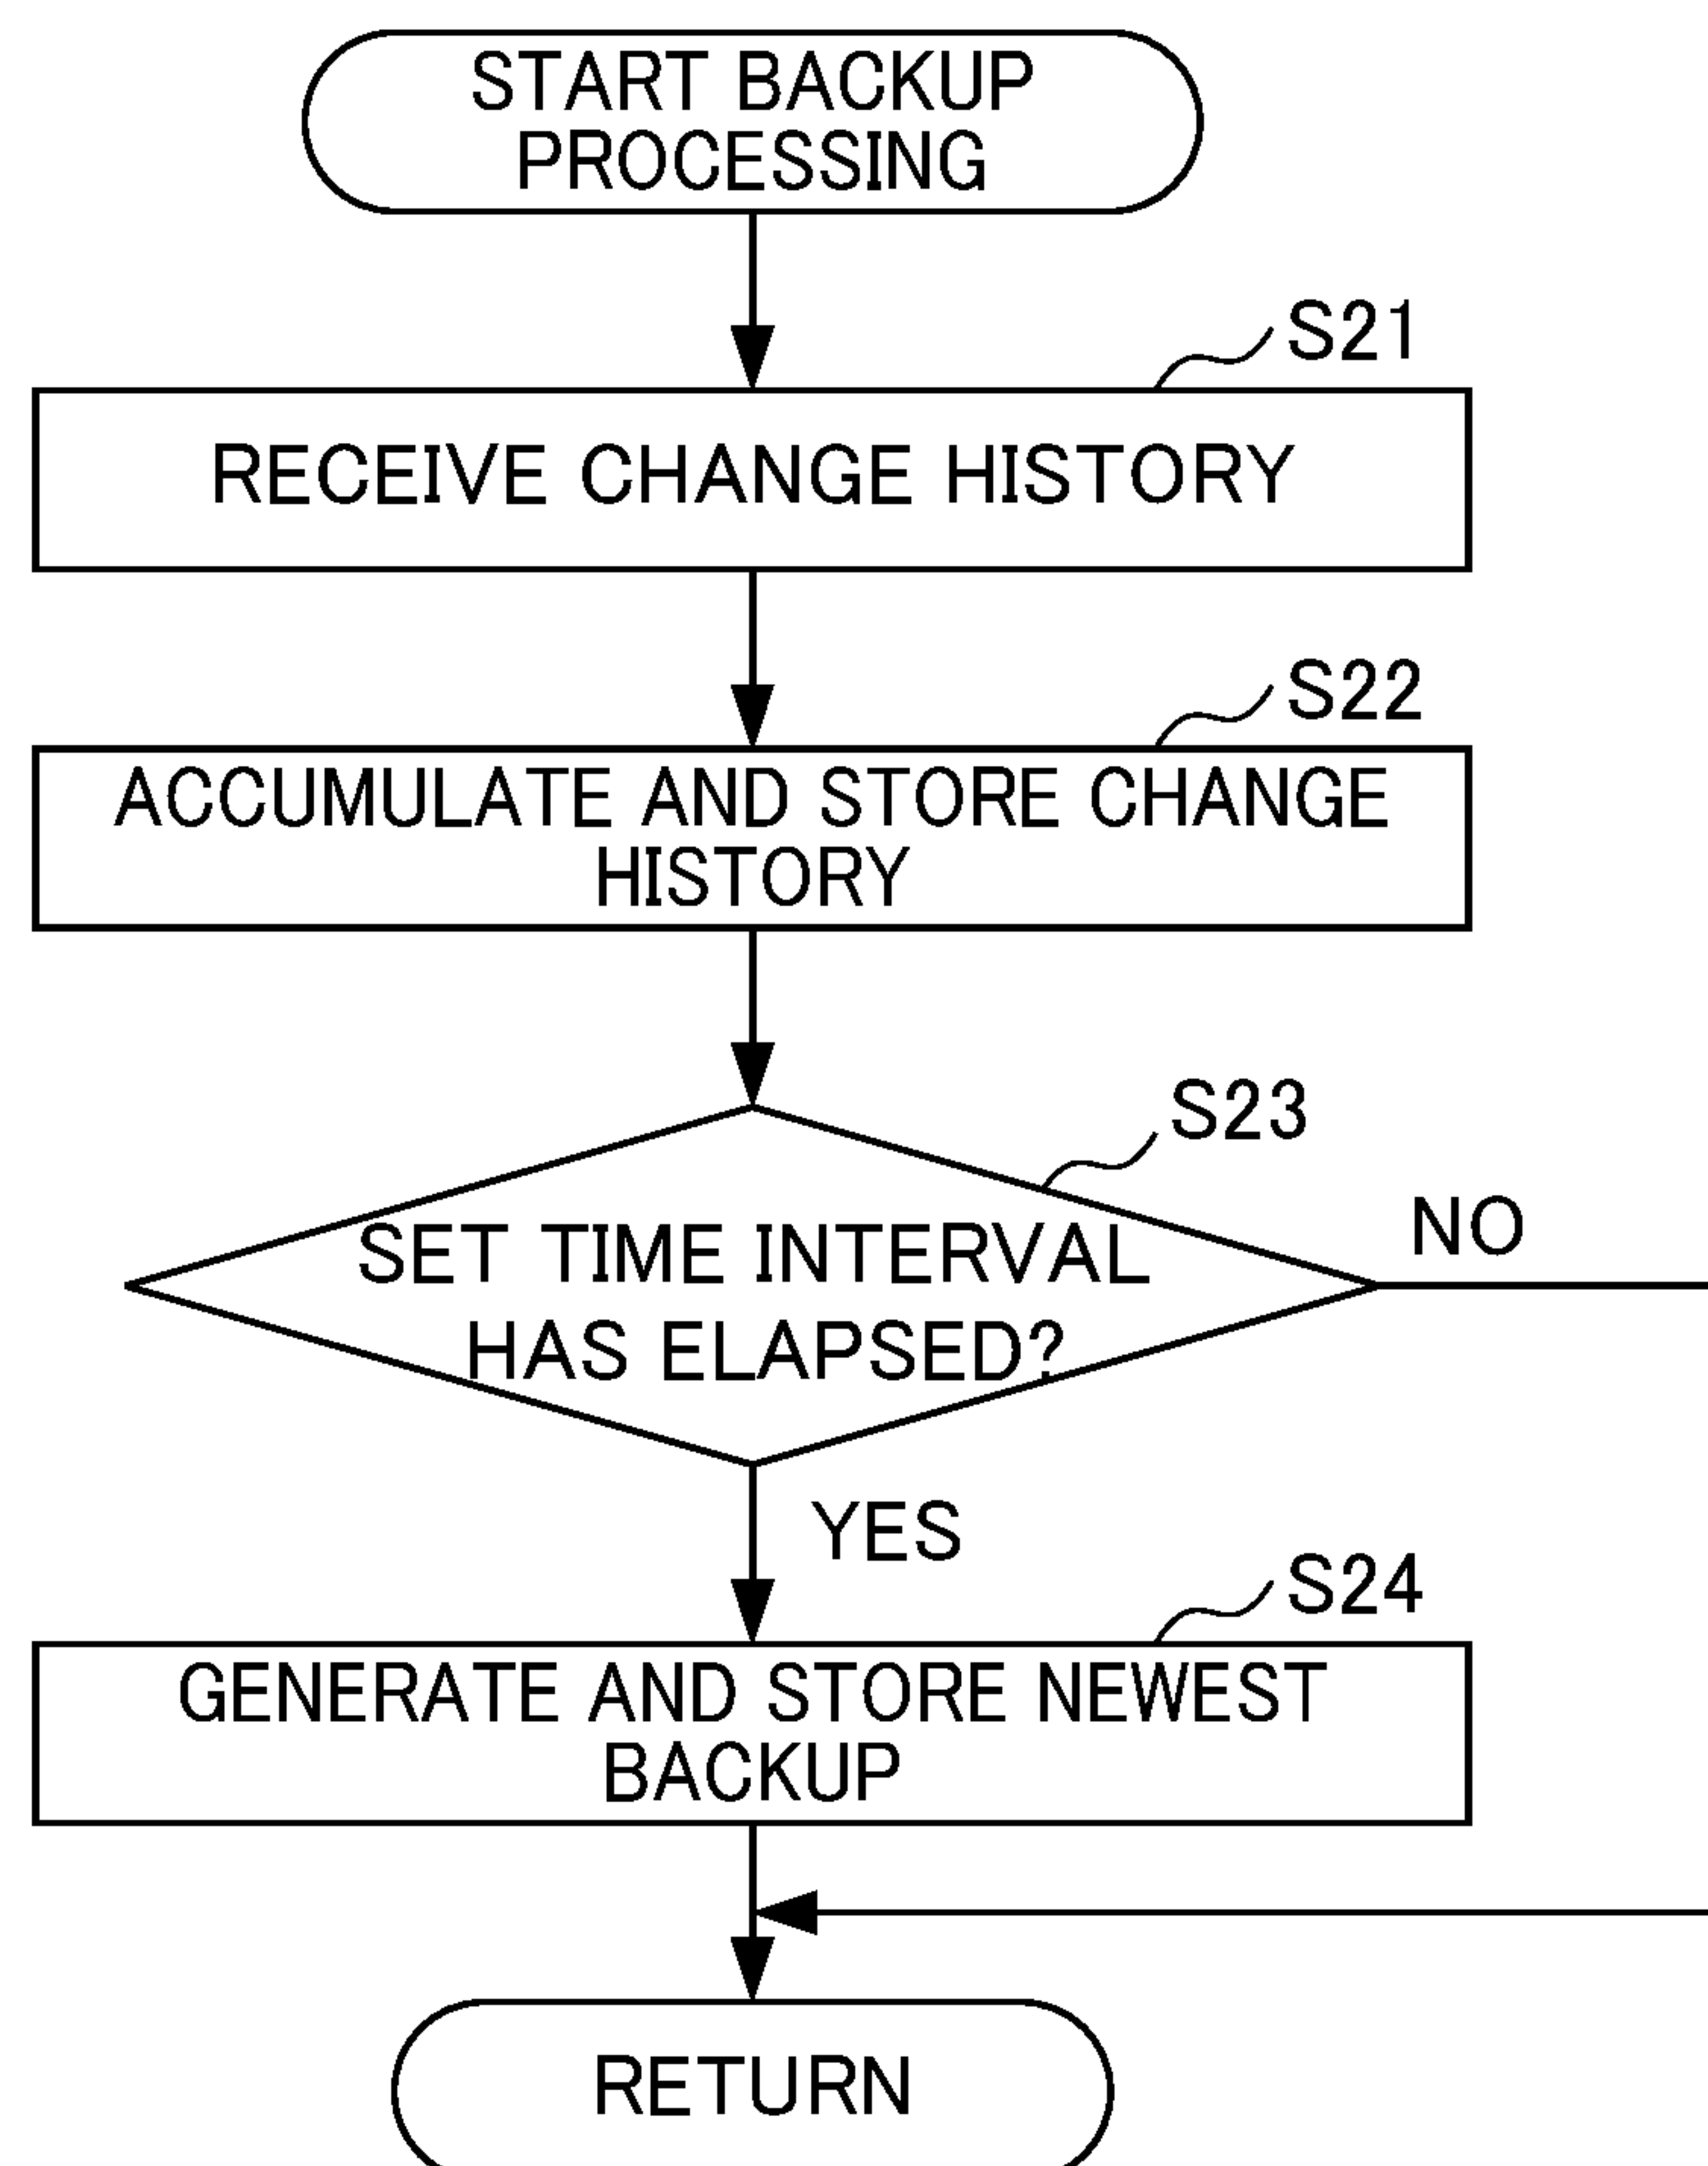 START BACKUP
PROCESSING
S21
RECEIVE CHANGE HISTORY
S22
ACCUMULATE AND STORE CHANGE
HISTORY
S23
NO
SET TIME INTERVAL
HAS ELAPSED?
YES
S24
GENERATE AND STORE NEWEST
BACKUP
RETURN